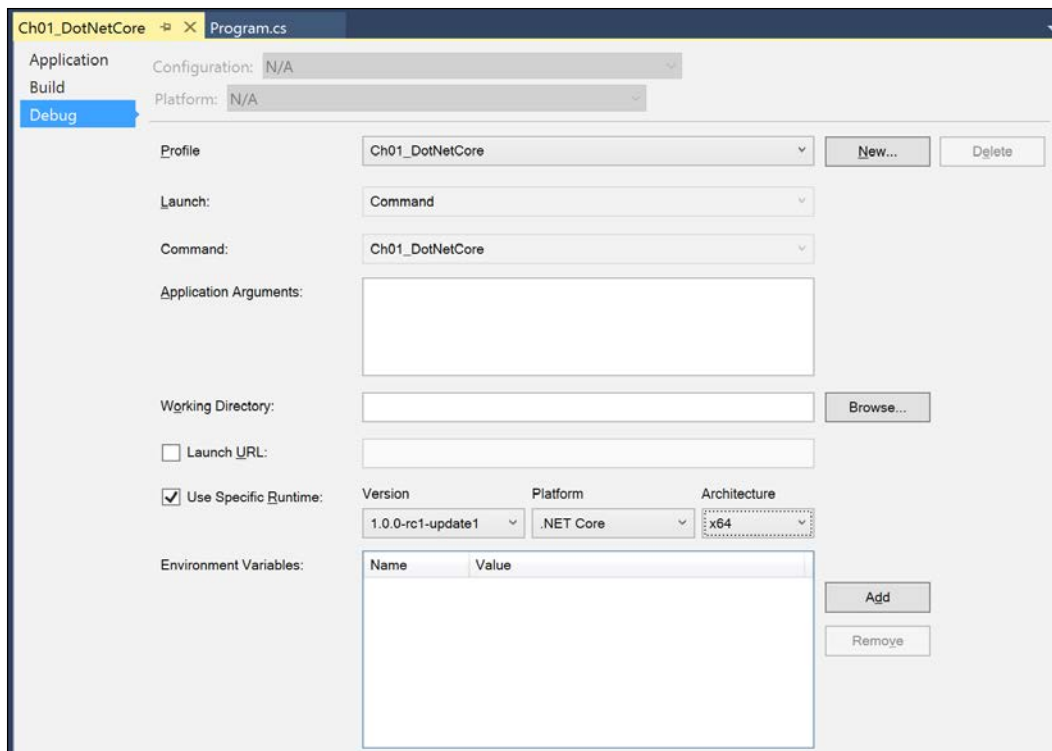 Ch01_DotNetCore Program.cs
Application
Build
Debug
Configuration: N/A
Platform: N/A
Profile Ch01_DotNetCore New... Delete
Launch: Command
Command: Ch01_DotNetCore
Application Arguments:
Working Directory: Browse...
Launch URL:
Use Specific Runtime: Version Platform Architecture
1.0.0-rc1-update1 .NET Core x64
Environment Variables: Name Value
Add
Remove